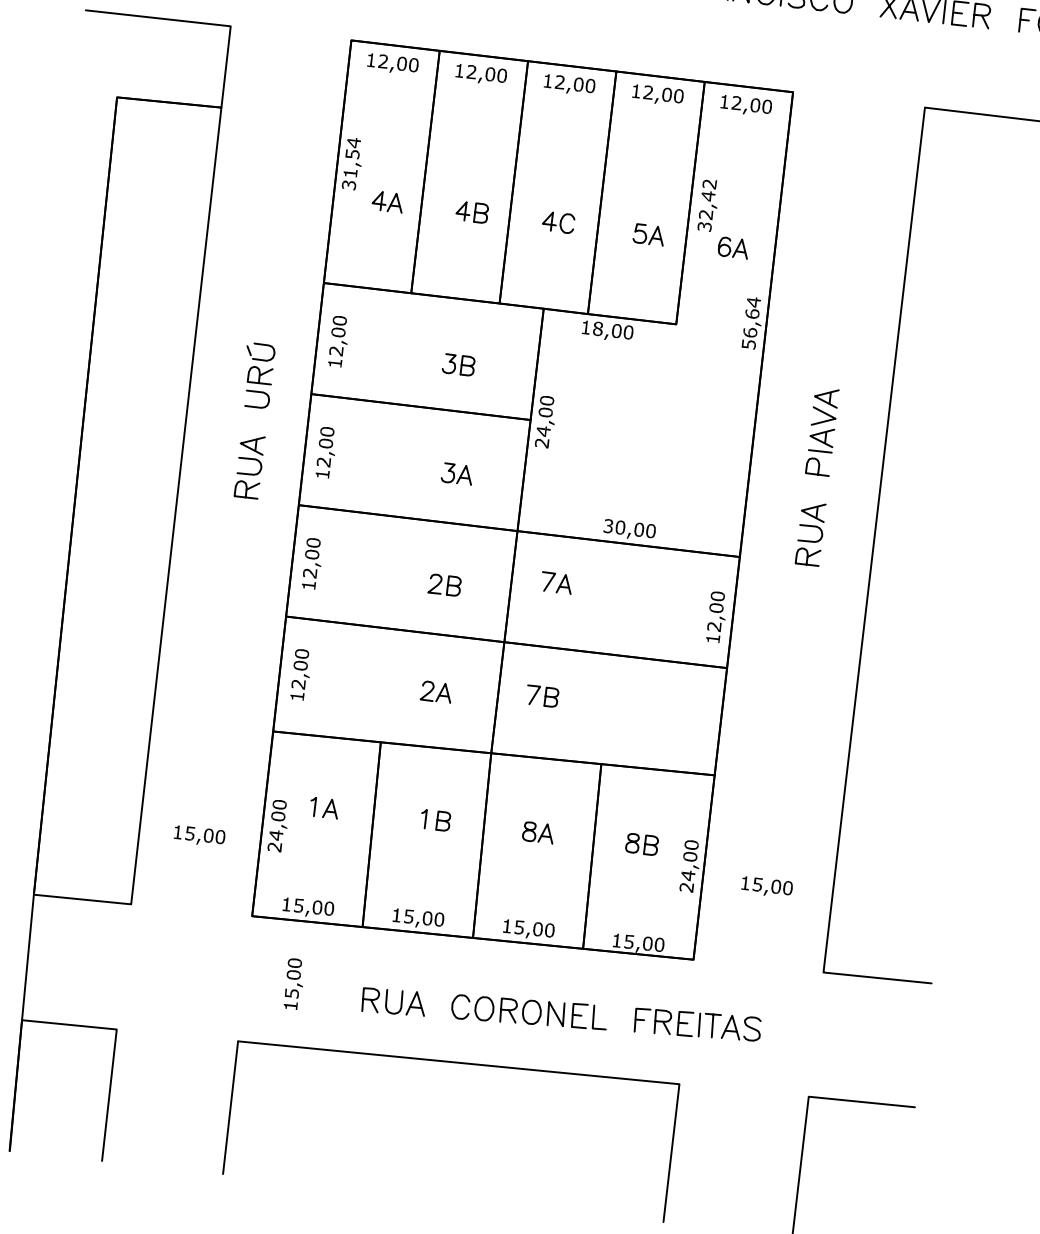 XAVIER
12,00
12,00
12,00
12,00
12,00
31,54
4A
4B
4C
5A
32,42
6A
56,64
18,00
12,00
3B
24,00
RUA URÚ
RUA PIAVA
12,00
3A
30,00
12,00
2B
7A
12,00
12,00
2A
7B
24,00
1A
1B
8A
8B
24,00
15,00
15,00
15,00
15,00
15,00
15,00
15,00
RUA CORONEL FREITAS